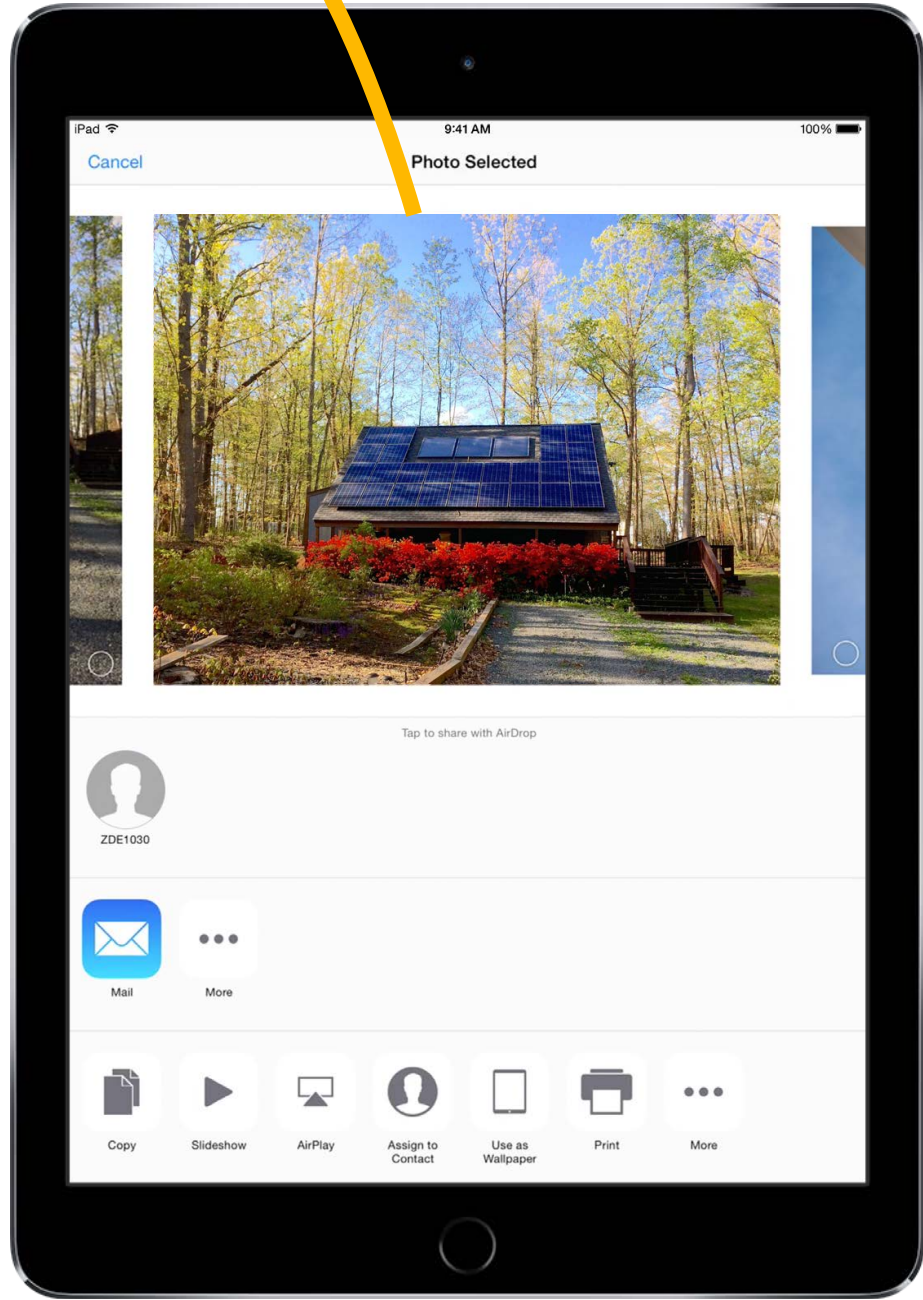 iPad 9:41 AM 100%
Cancel Photo Selected
Tap to share with AirDrop
ZDE1030
Mail More
Copy Slideshow AirPlay Assign to Contact Use as Wallpaper Print More